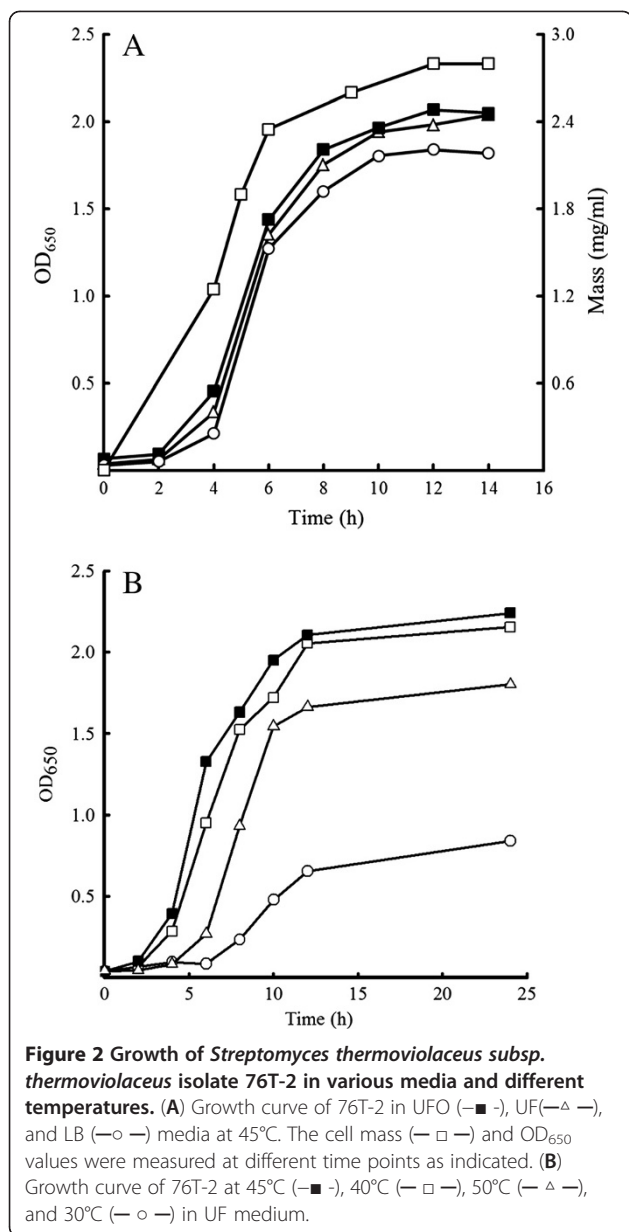 A
2.5
2.0
1.5
1.0
0.5
OD650
3.0
2.4
1.8
1.2
0.6
Mass (mg/ml)
0 2 4 6 8 10 12 14 16
Time (h)
B
2.5
2.0
1.5
1.0
0.5
OD650
0 5 10 15 20 25
Time (h)
Figure 2 Growth of Streptomyces thermoviolaceus subsp.
thermoviolaceus isolate 76T-2 in various media and different
temperatures. (A) Growth curve of 76T-2 in UFO (–■ -), UF(—△ —),
and LB (—○ —) media at 45°C. The cell mass (— □ —) and OD650
values were measured at different time points as indicated. (B)
Growth curve of 76T-2 at 45°C (–■ -), 40°C (— □ —), 50°C (— △ —),
and 30°C (— ○ —) in UF medium.